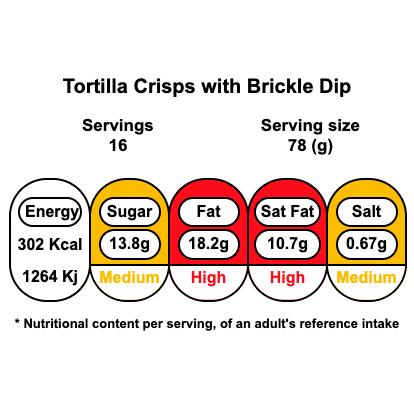 Tortilla Crisps with Brickle Dip
Servings
16
Serving size
78 (g)
Energy Sugar Fat Sat Fat Salt
302 Kcal 13.8g 18.2g 10.7g 0.67g
1264 Kj Medium High High Medium
* Nutritional content per serving, of an adult's reference intake